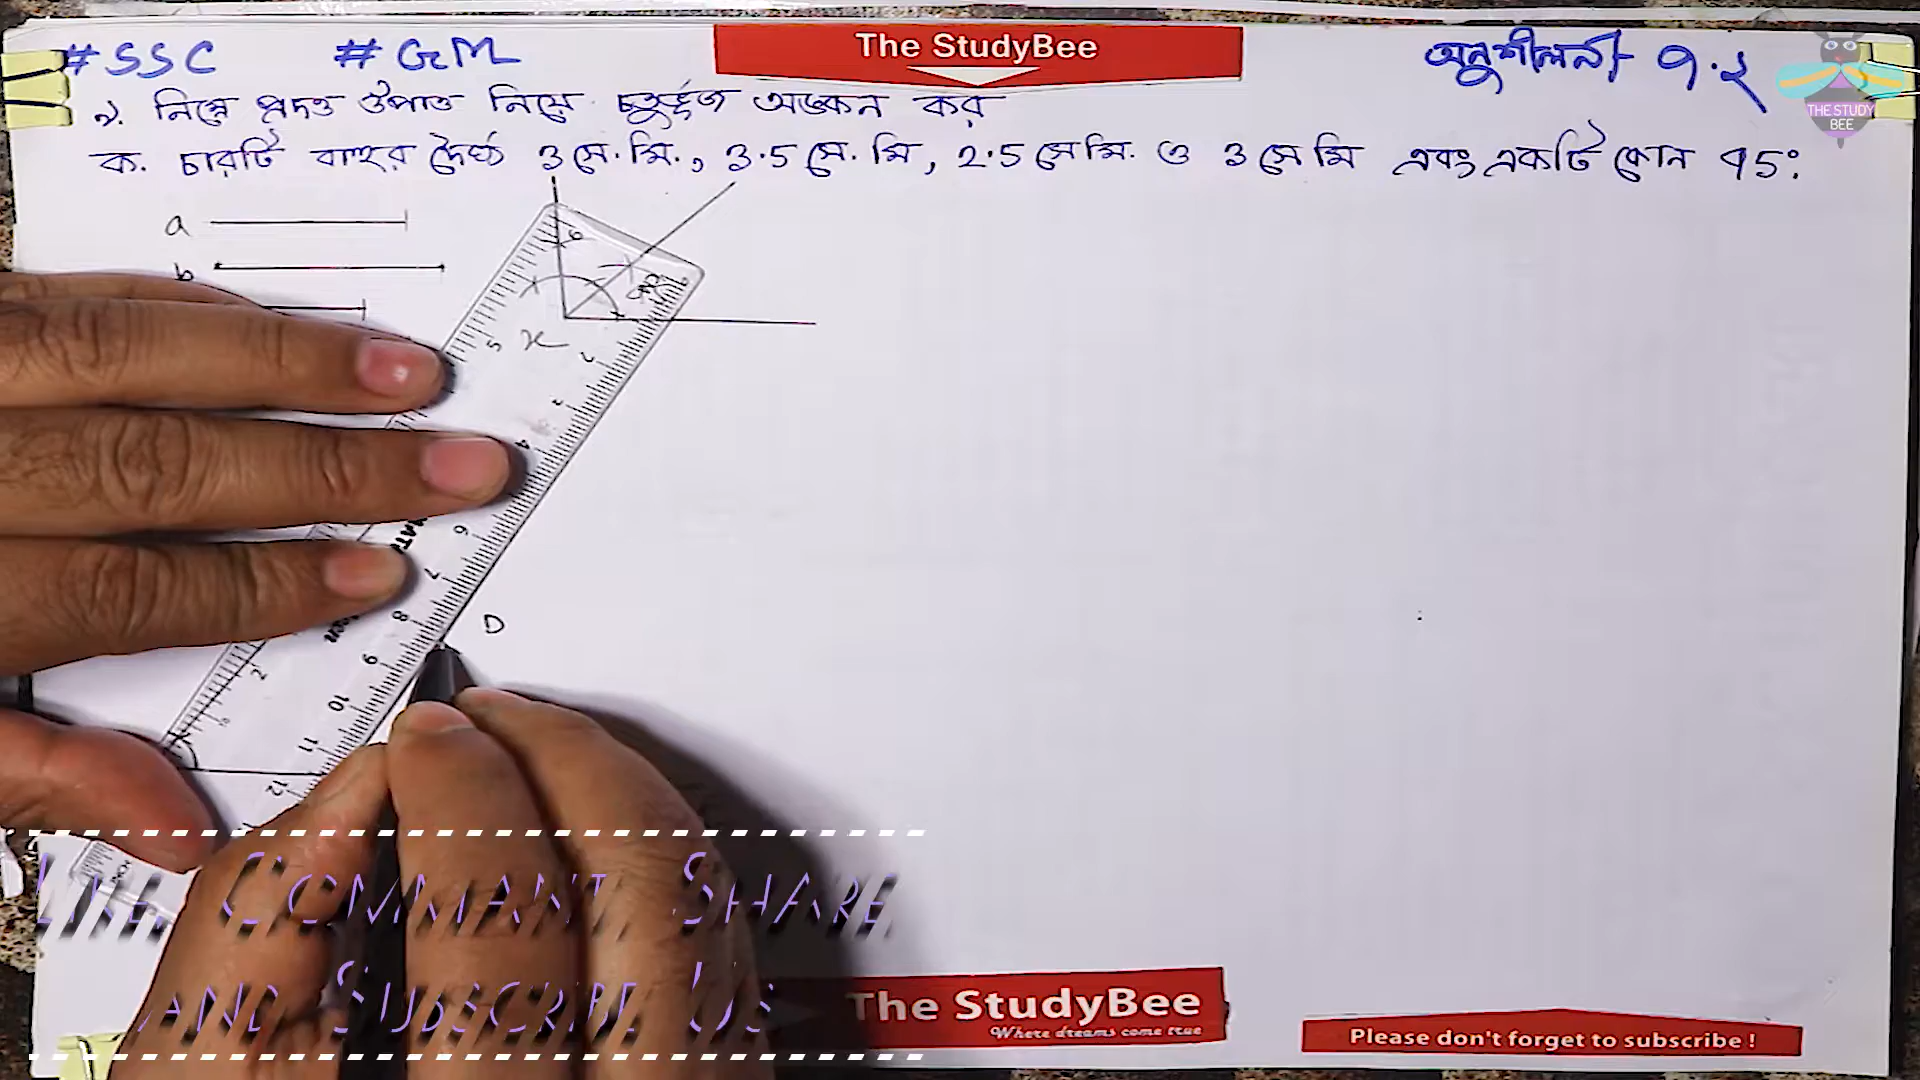 #SSC #GM The StudyBee অনুশীলনী ৭.২
THE STUDY
BEE
১. নিম্নে প্রদত্ত উপাত্ত নিয়ে চতুর্ভুজ অঙ্কন কর
ক. চারটি বাহুর দৈর্ঘ্য 3 সে. মি., 3.5 সে. মি, 2.5 সে মি. ও 3 সে মি এবং একটি কোন 45°
a
b
x
D
LIKE, COMMANT, SHARE
AND SUBSCRIBE US
The StudyBee
Where dreams come true
Please don't forget to subscribe !